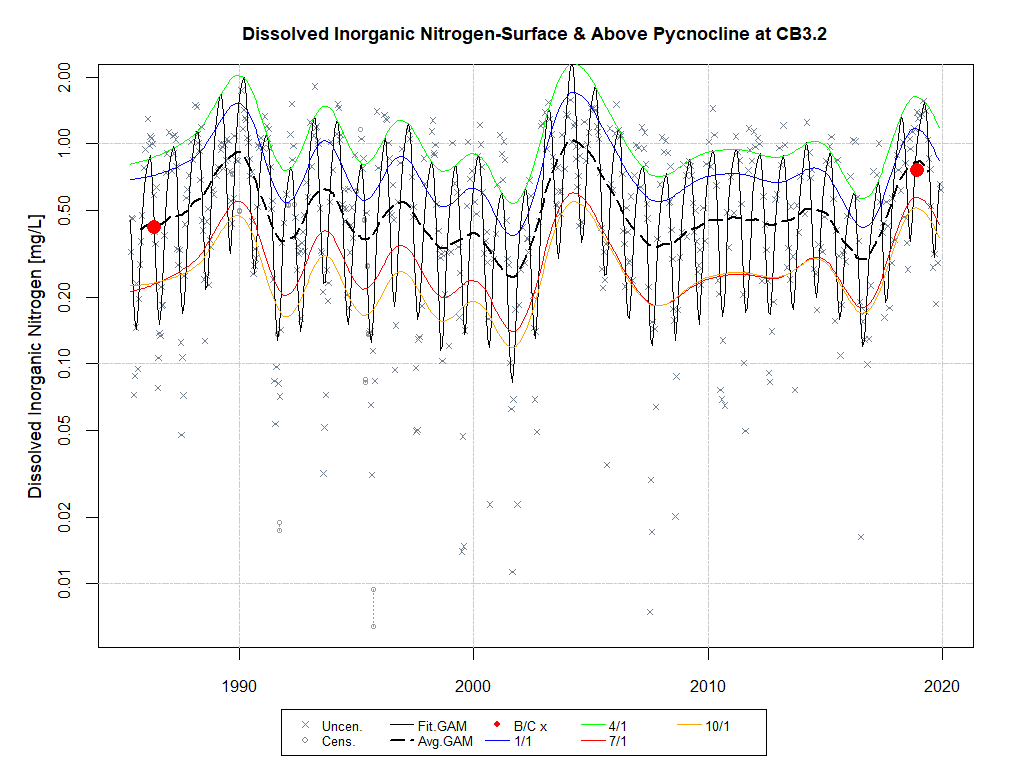 Dissolved Inorganic Nitrogen-Surface & Above Pycnocline at CB3.2
Dissolved Inorganic Nitrogen [mg/L]
2.00
1.00
0.50
0.20
0.10
0.05
0.02
0.01
1990 2000 2010 2020
Uncen. Fit.GAM B/C x 4/1 10/1
Cens. Avg.GAM 1/1 7/1